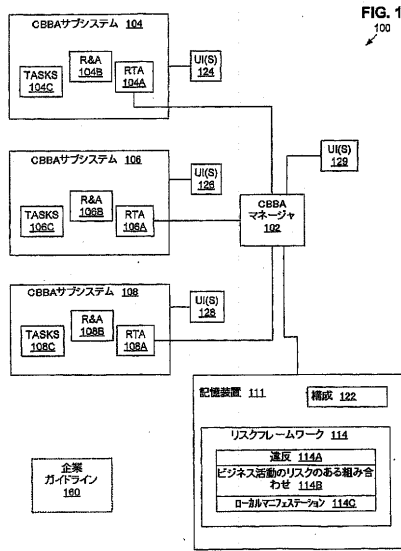 FIG. 1
100
CBBAサブシステム 104
TASKS
104C
R&A
104B
RTA
104A
UI(S)
124
CBBAサブシステム 106
TASKS
106C
R&A
106B
RTA
106A
UI(S)
126
CBBA
マネージャ
102
UI(S)
129
CBBAサブシステム 108
TASKS
108C
R&A
108B
RTA
108A
UI(S)
128
記憶装置 111
構成 122
リスクフレームワーク 114
違反 114A
ビジネス活動のリスクのある組み合
わせ 114B
ローカルマニフェステーション 114C
企業
ガイドライン
160